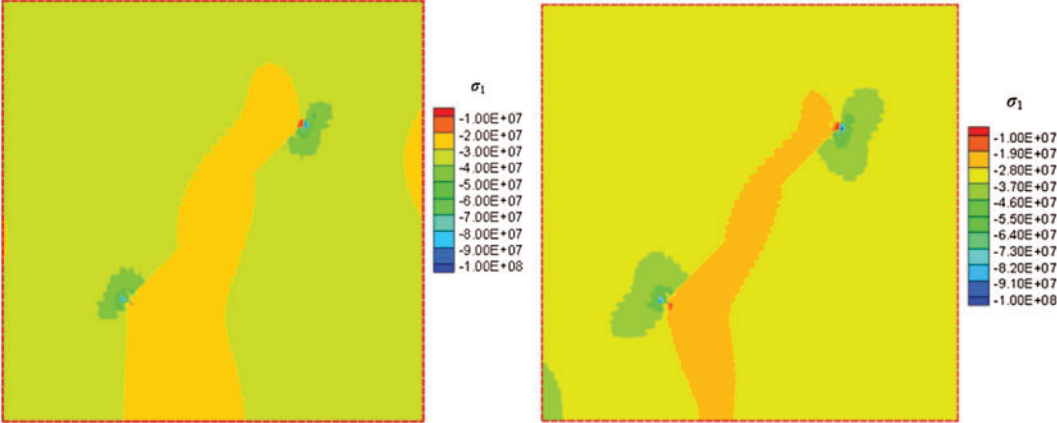 σ1
-1.00E+07
-2.00E+07
-3.00E+07
-4.00E+07
-5.00E+07
-6.00E+07
-7.00E+07
-8.00E+07
-9.00E+07
-1.00E+08
σ1
-1.00E+07
-1.90E+07
-2.80E+07
-3.70E+07
-4.60E+07
-5.50E+07
-6.40E+07
-7.30E+07
-8.20E+07
-9.10E+07
-1.00E+08